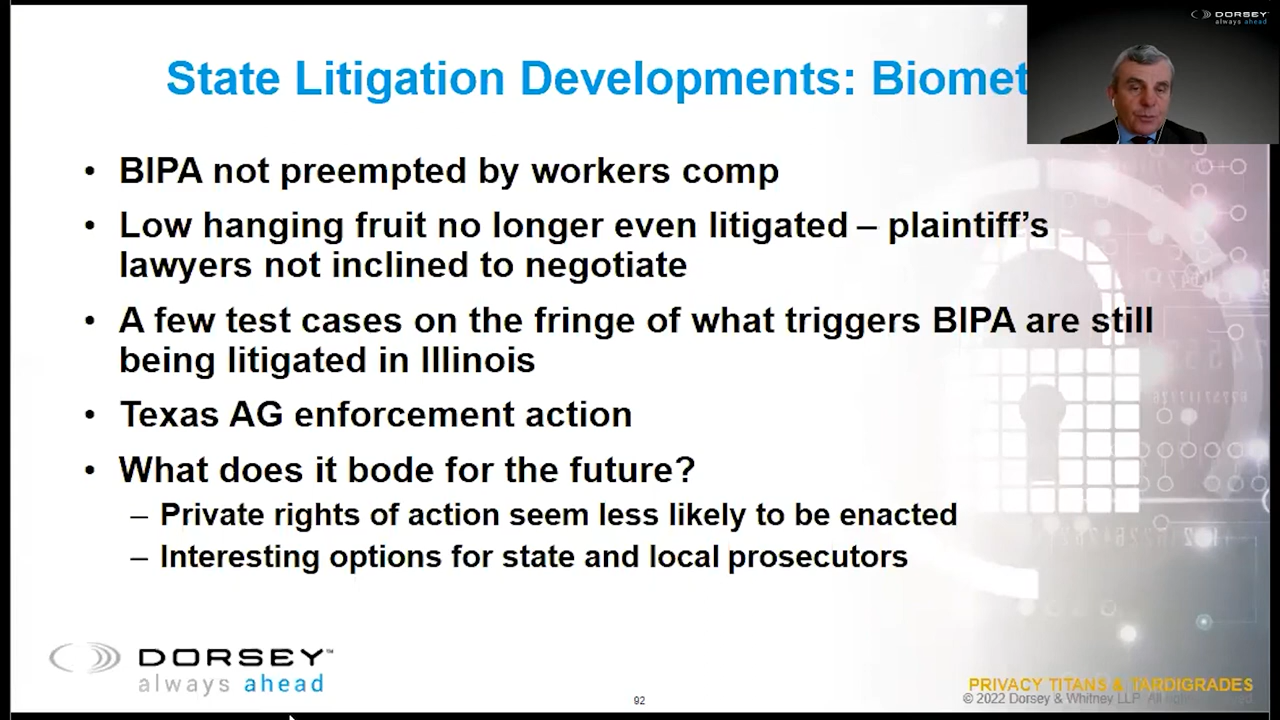 DORSEY
always ahead
State Litigation Developments: Biomet
• BIPA not preempted by workers comp
• Low hanging fruit no longer even litigated – plaintiff's
lawyers not inclined to negotiate
• A few test cases on the fringe of what triggers BIPA are still
being litigated in Illinois
• Texas AG enforcement action
• What does it bode for the future?
– Private rights of action seem less likely to be enacted
– Interesting options for state and local prosecutors
DORSEY™
always ahead
92
PRIVACY TITANS & TARDIGRADES
© 2022 Dorsey & Whitney LLP. All rights reserved.